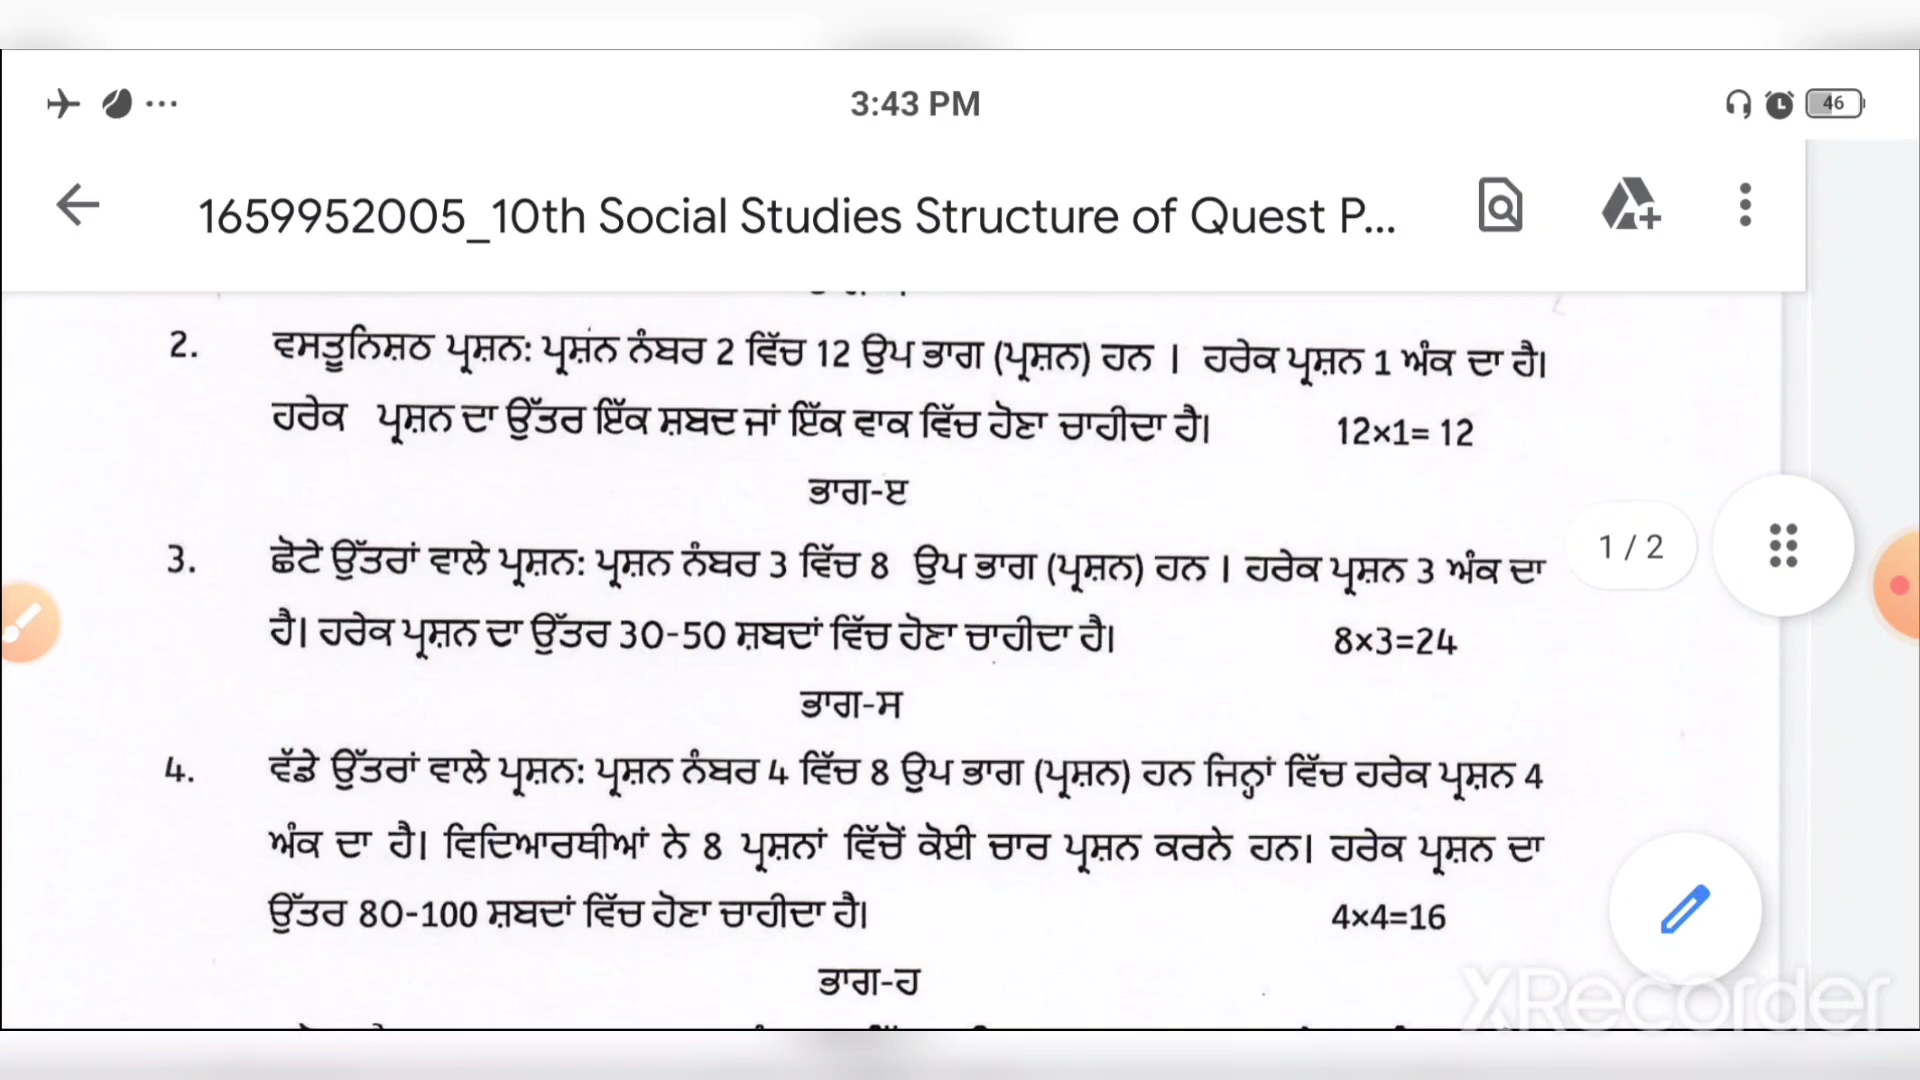 3:43 PM
46
1659952005_10th Social Studies Structure of Quest P...
2. ਵਸਤੂਨਿਸ਼ਠ ਪ੍ਰਸ਼ਨ: ਪ੍ਰਸ਼ਨ ਨੰਬਰ 2 ਵਿੱਚ 12 ਉਪ ਭਾਗ (ਪ੍ਰਸ਼ਨ) ਹਨ । ਹਰੇਕ ਪ੍ਰਸ਼ਨ 1 ਅੰਕ ਦਾ ਹੈ।
ਹਰੇਕ ਪ੍ਰਸ਼ਨ ਦਾ ਉੱਤਰ ਇੱਕ ਸ਼ਬਦ ਜਾਂ ਇੱਕ ਵਾਕ ਵਿੱਚ ਹੋਣਾ ਚਾਹੀਦਾ ਹੈ। 12×1= 12
ਭਾਗ-ੲ
3. ਛੋਟੇ ਉੱਤਰਾਂ ਵਾਲੇ ਪ੍ਰਸ਼ਨ: ਪ੍ਰਸ਼ਨ ਨੰਬਰ 3 ਵਿੱਚ 8 ਉਪ ਭਾਗ (ਪ੍ਰਸ਼ਨ) ਹਨ । ਹਰੇਕ ਪ੍ਰਸ਼ਨ 3 ਅੰਕ ਦਾ
1 / 2
ਹੈ। ਹਰੇਕ ਪ੍ਰਸ਼ਨ ਦਾ ਉੱਤਰ 30-50 ਸ਼ਬਦਾਂ ਵਿੱਚ ਹੋਣਾ ਚਾਹੀਦਾ ਹੈ। 8×3=24
ਭਾਗ-ਸ
4. ਵੱਡੇ ਉੱਤਰਾਂ ਵਾਲੇ ਪ੍ਰਸ਼ਨ: ਪ੍ਰਸ਼ਨ ਨੰਬਰ 4 ਵਿੱਚ 8 ਉਪ ਭਾਗ (ਪ੍ਰਸ਼ਨ) ਹਨ ਜਿਨ੍ਹਾਂ ਵਿੱਚ ਹਰੇਕ ਪ੍ਰਸ਼ਨ 4
ਅੰਕ ਦਾ ਹੈ। ਵਿਦਿਆਰਥੀਆਂ ਨੇ 8 ਪ੍ਰਸ਼ਨਾਂ ਵਿੱਚੋਂ ਕੋਈ ਚਾਰ ਪ੍ਰਸ਼ਨ ਕਰਨੇ ਹਨ। ਹਰੇਕ ਪ੍ਰਸ਼ਨ ਦਾ
ਉੱਤਰ 80-100 ਸ਼ਬਦਾਂ ਵਿੱਚ ਹੋਣਾ ਚਾਹੀਦਾ ਹੈ। 4×4=16
ਭਾਗ-ਹ
XRecorder